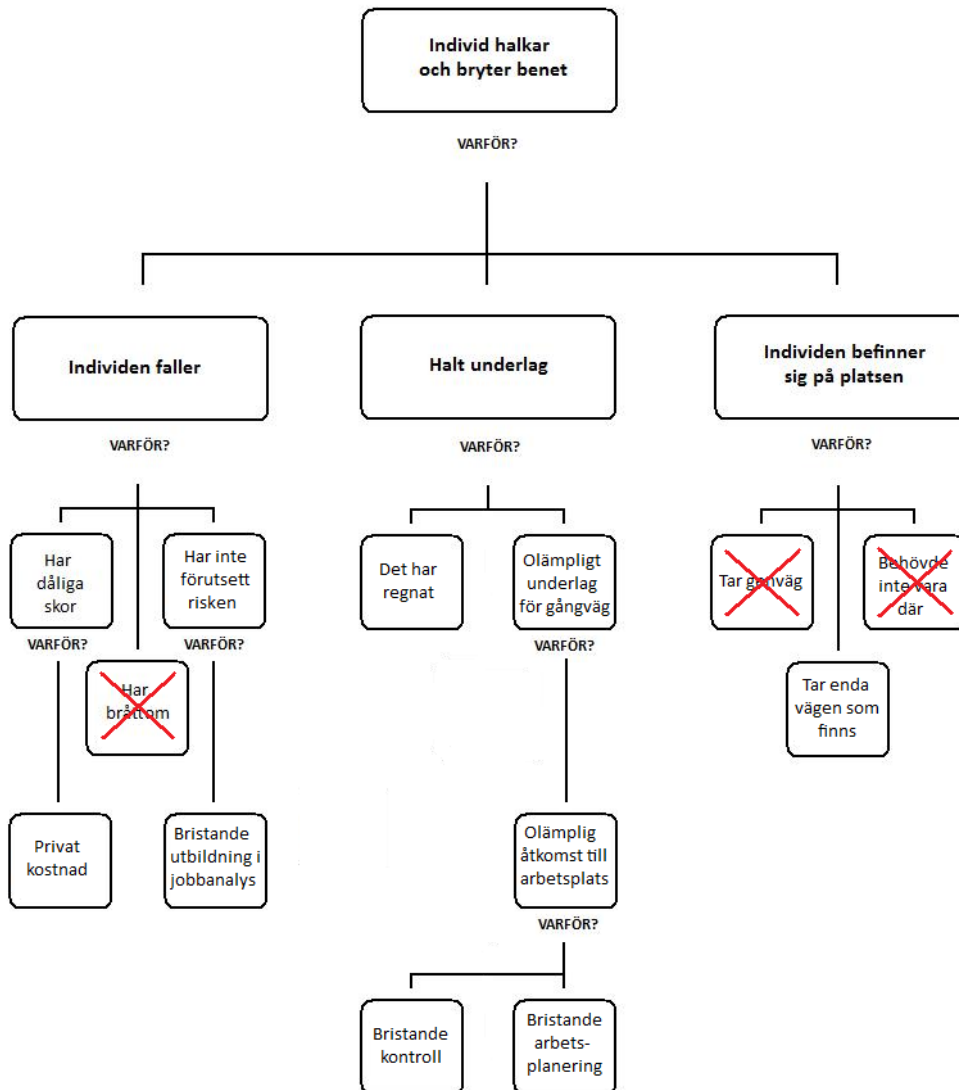 Individ halkar
och bryter benet
VARFÖR?
Individen faller
Halt underlag
Individen befinner
sig på platsen
VARFÖR?
VARFÖR?
VARFÖR?
Har
dåliga
skor
Har inte
förutsett
risken
Det har
regnat
Olämpligt
underlag
för gångväg
Tar genväg
Behövde
inte vara
där
VARFÖR?
VARFÖR?
VARFÖR?
Har
bråttom
Tar enda
vägen som
finns
Privat
kostnad
Bristande
utbildning i
jobbanalys
Olämplig
åtkomst till
arbetsplats
VARFÖR?
Bristande
kontroll
Bristande
arbets-
planering